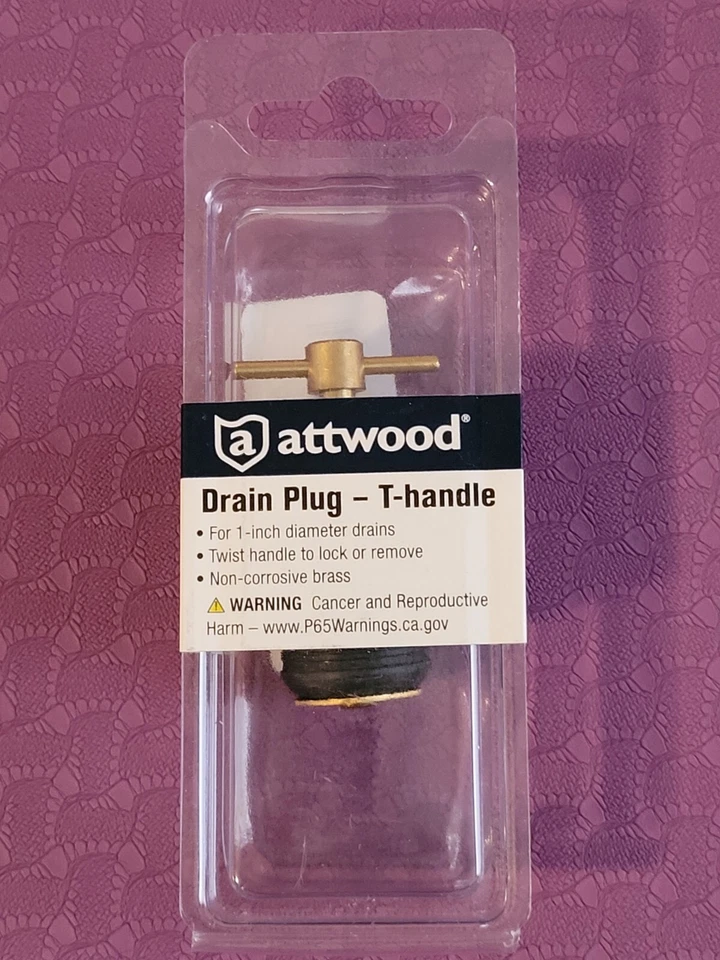 a attwood®
Drain Plug – T-handle
• For 1-inch diameter drains
• Twist handle to lock or remove
• Non-corrosive brass
⚠ WARNING Cancer and Reproductive
Harm – www.P65Warnings.ca.gov